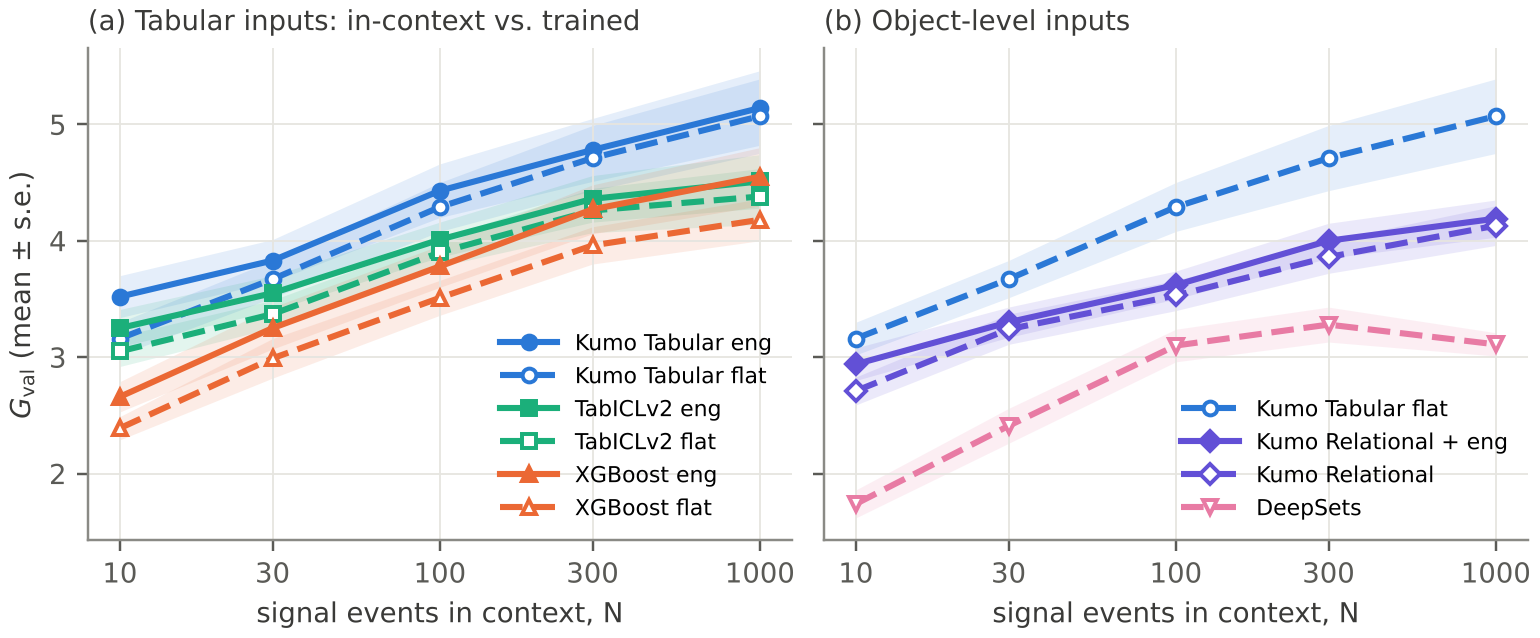 (a) Tabular inputs: in-context vs. trained
G_val (mean ± s.e.)
5
4
3
2
Kumo Tabular eng
Kumo Tabular flat
TabICLv2 eng
TabICLv2 flat
XGBoost eng
XGBoost flat
10 30 100 300 1000
signal events in context, N
(b) Object-level inputs
Kumo Tabular flat
Kumo Relational + eng
Kumo Relational
DeepSets
10 30 100 300 1000
signal events in context, N